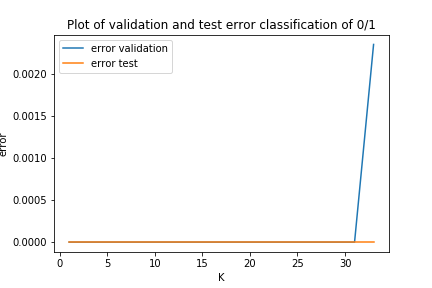 Plot of validation and test error classification of 0/1
error validation
error test
0.0020
0.0015
0.0010
0.0005
0.0000
error
0 5 10 15 20 25 30
K